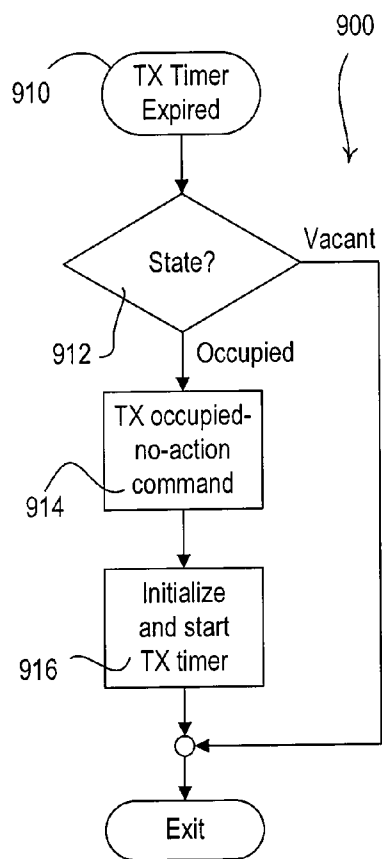 900
910
TX Timer
Expired
State?
Vacant
912
Occupied
TX occupied-
no-action
command
914
Initialize
and start
TX timer
916
Exit